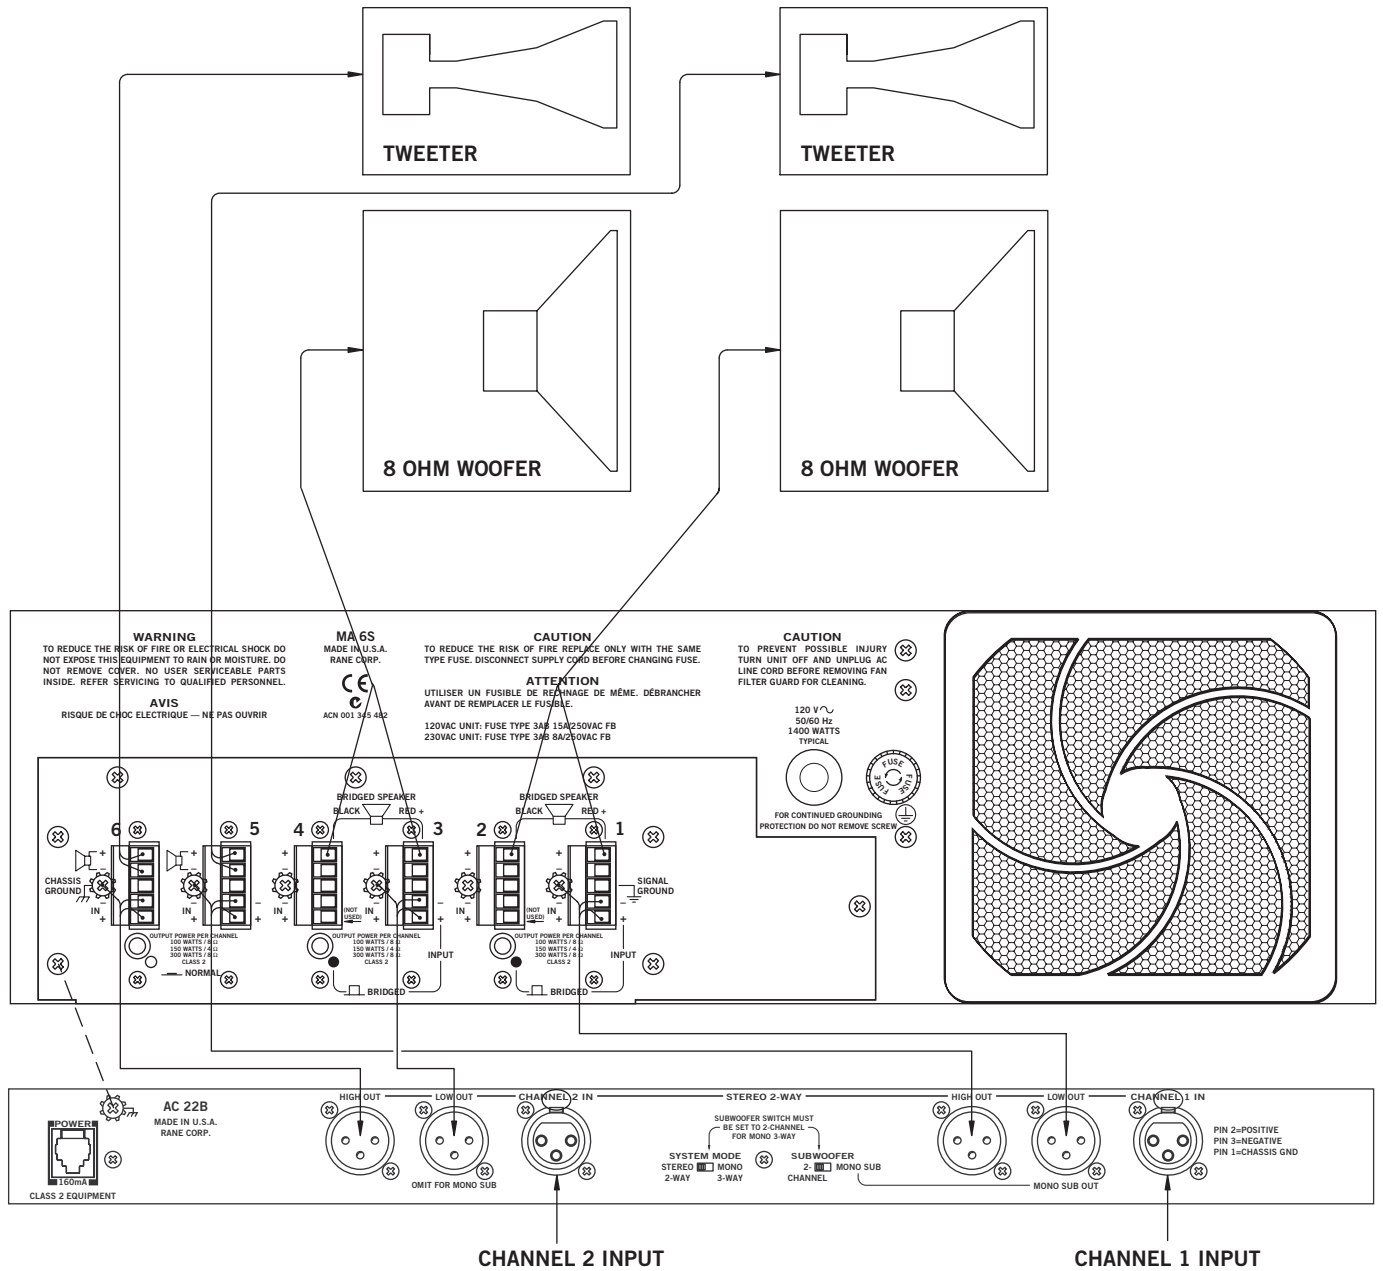 TWEETER
TWEETER
8 OHM WOOFER
8 OHM WOOFER
WARNING
TO REDUCE THE RISK OF FIRE OR ELECTRICAL SHOCK DO
NOT EXPOSE THIS EQUIPMENT TO RAIN OR MOISTURE. DO
NOT REMOVE COVER. NO USER SERVICEABLE PARTS
INSIDE. REFER SERVICING TO QUALIFIED PERSONNEL.
AVIS
RISQUE DE CHOC ELECTRIQUE — NE PAS OUVRIR
MA 6S
MADE IN U.S.A.
RANE CORP.
CE
ACN 001 345 482
CAUTION
TO REDUCE THE RISK OF FIRE REPLACE ONLY WITH THE SAME
TYPE FUSE. DISCONNECT SUPPLY CORD BEFORE CHANGING FUSE.
ATTENTION
UTILISER UN FUSIBLE DE RECHNAGE DE MÊME. DÉBRANCHER
AVANT DE REMPLACER LE FUSIBLE.
120VAC UNIT: FUSE TYPE 3AB 15A/250VAC FB
230VAC UNIT: FUSE TYPE 3AB 8A/250VAC FB
CAUTION
TO PREVENT POSSIBLE INJURY
TURN UNIT OFF AND UNPLUG AC
LINE CORD BEFORE REMOVING FAN
FILTER GUARD FOR CLEANING.
120 V
50/60 Hz
1400 WATTS
TYPICAL
FUSE FUSE FUSE
FOR CONTINUED GROUNDING
PROTECTION DO NOT REMOVE SCREW
BRIDGED SPEAKER
BLACK RED +
BRIDGED SPEAKER
BLACK RED +
6 5 4 3 2 1
+ + + + + +
– –
CHASSIS
GROUND
SIGNAL
GROUND
– – – –
IN IN IN IN
(NOT
USED)
(NOT
USED)
+ + + + + +
OUTPUT POWER PER CHANNEL
100 WATTS / 8 Ω
150 WATTS / 4 Ω
300 WATTS / 8 Ω
CLASS 2
OUTPUT POWER PER CHANNEL
100 WATTS / 8 Ω
150 WATTS / 4 Ω
300 WATTS / 8 Ω
CLASS 2
OUTPUT POWER PER CHANNEL
100 WATTS / 8 Ω
150 WATTS / 4 Ω
300 WATTS / 8 Ω
CLASS 2
INPUT
INPUT
NORMAL
BRIDGED
BRIDGED
AC 22B
MADE IN U.S.A.
RANE CORP.
POWER
160mA
CLASS 2 EQUIPMENT
HIGH OUT
LOW OUT
OMIT FOR MONO SUB
CHANNEL 2 IN
STEREO 2-WAY
SUBWOOFER SWITCH MUST
BE SET TO 2-CHANNEL
FOR MONO 3-WAY
SYSTEM MODE
STEREO MONO
2-WAY 3-WAY
SUBWOOFER
2- MONO SUB
CHANNEL
HIGH OUT
LOW OUT
MONO SUB OUT
CHANNEL 1 IN
PIN 2=POSITIVE
PIN 3=NEGATIVE
PIN 1=CHASSIS GND
CHANNEL 2 INPUT
CHANNEL 1 INPUT